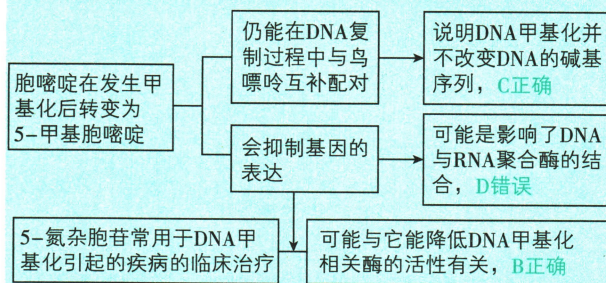 胞嘧啶在发生甲
基化后转变为
5-甲基胞嘧啶
仍能在DNA复
制过程中与鸟
嘌呤互补配对
说明DNA甲基化并
不改变DNA的碱基
序列，C正确
会抑制基因的
表达
可能是影响了DNA
与RNA聚合酶的结
合，D错误
5-氮杂胞苷常用于DNA甲
基化引起的疾病的临床治疗
可能与它能降低DNA甲基化
相关酶的活性有关，B正确